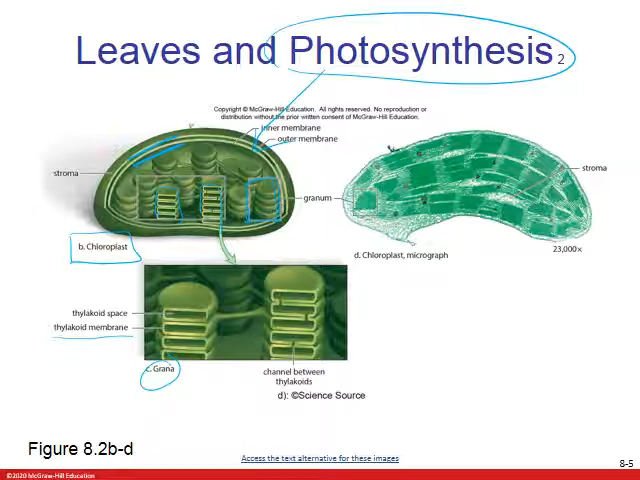 Leaves and Photosynthesis 2
Copyright © McGraw-Hill Education. All rights reserved. No reproduction or
distribution without the prior written consent of McGraw-Hill Education.
inner membrane
outer membrane
stroma
granum
stroma
b. Chloroplast
d. Chloroplast, micrograph
23,000×
thylakoid space
thylakoid membrane
c. Grana
channel between
thylakoids
d): ©Science Source
Figure 8.2b-d
Access the text alternative for these images
8-5
©2020 McGraw-Hill Education